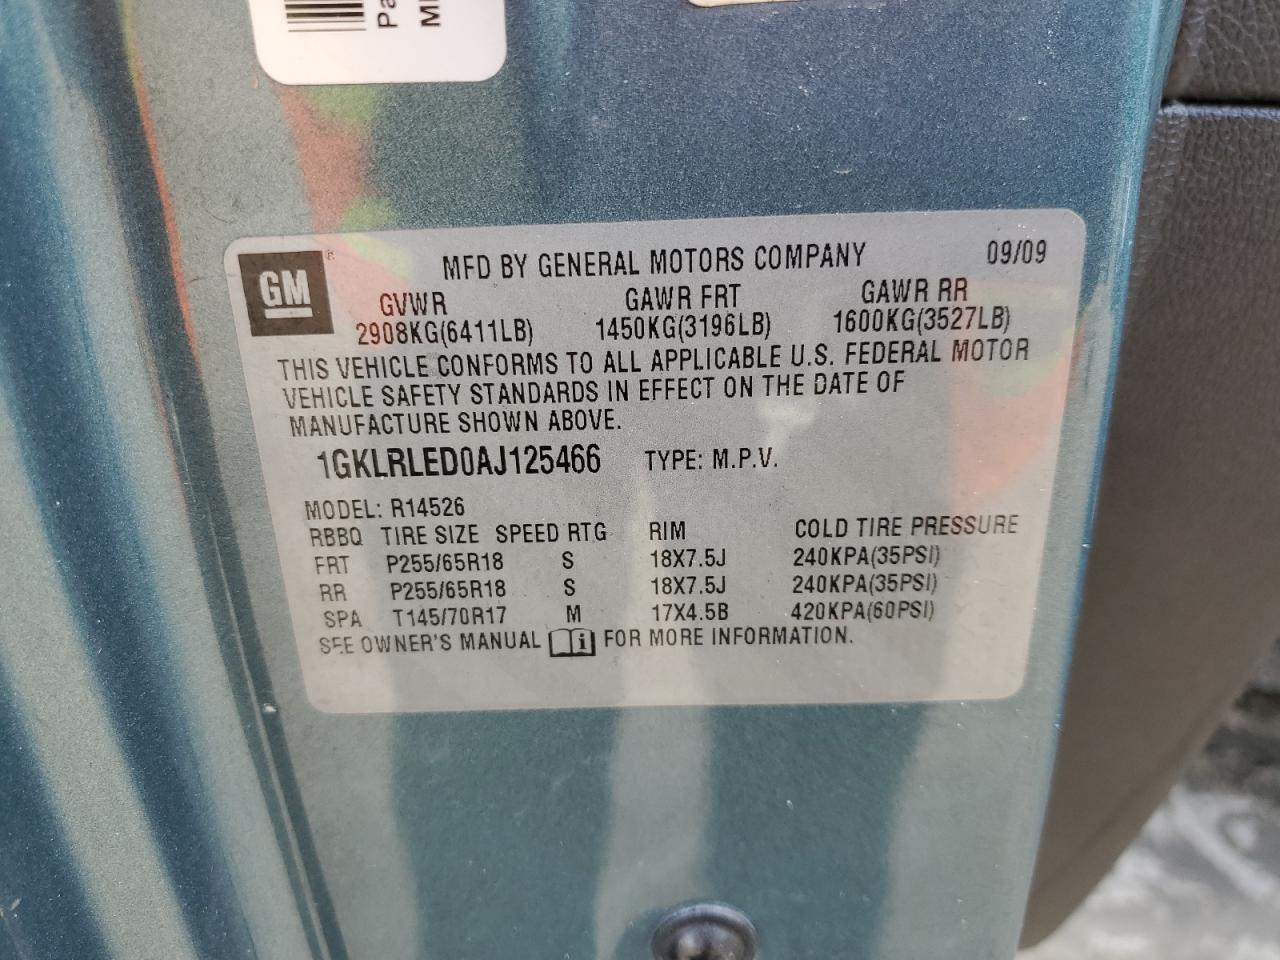 Pa
GM®
MFD BY GENERAL MOTORS COMPANY 09/09
GVWR GAWR FRT GAWR RR
2908KG(6411LB) 1450KG(3196LB) 1600KG(3527LB)
THIS VEHICLE CONFORMS TO ALL APPLICABLE U.S. FEDERAL MOTOR
VEHICLE SAFETY STANDARDS IN EFFECT ON THE DATE OF
MANUFACTURE SHOWN ABOVE.
1GKLRLED0AJ125466 TYPE: M.P.V.
MODEL: R14526
RBBQ TIRE SIZE SPEED RTG RIM COLD TIRE PRESSURE
FRT P255/65R18 S 18X7.5J 240KPA(35PSI)
RR P255/65R18 S 18X7.5J 240KPA(35PSI)
SPA T145/70R17 M 17X4.5B 420KPA(60PSI)
SEE OWNER'S MANUAL i FOR MORE INFORMATION.